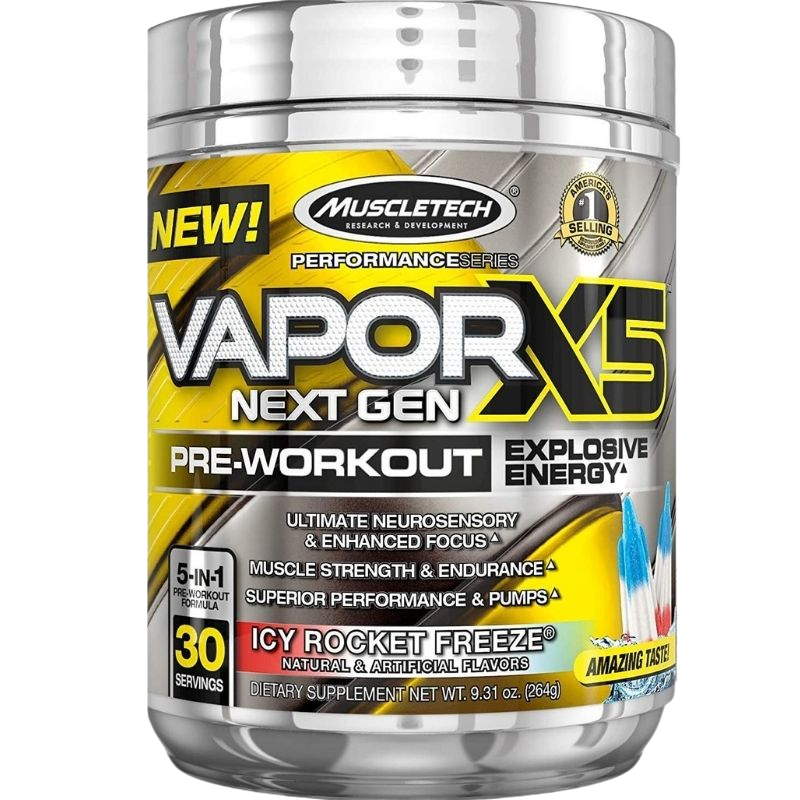 NEW!
MUSCLETECH®
RESEARCH & DEVELOPMENT
AMERICA'S
#1
SELLING
PERFORMANCESERIES
VAPORX5
NEXT GEN
PRE-WORKOUT
EXPLOSIVE
ENERGY▲
ULTIMATE NEUROSENSORY
& ENHANCED FOCUS▲
MUSCLE STRENGTH & ENDURANCE▲
SUPERIOR PERFORMANCE & PUMPS▲
5-IN-1
PRE-WORKOUT
FORMULA
30
SERVINGS
ICY ROCKET FREEZE®
NATURAL & ARTIFICIAL FLAVORS
AMAZING TASTE!
DIETARY SUPPLEMENT NET WT. 9.31 oz. (264g)